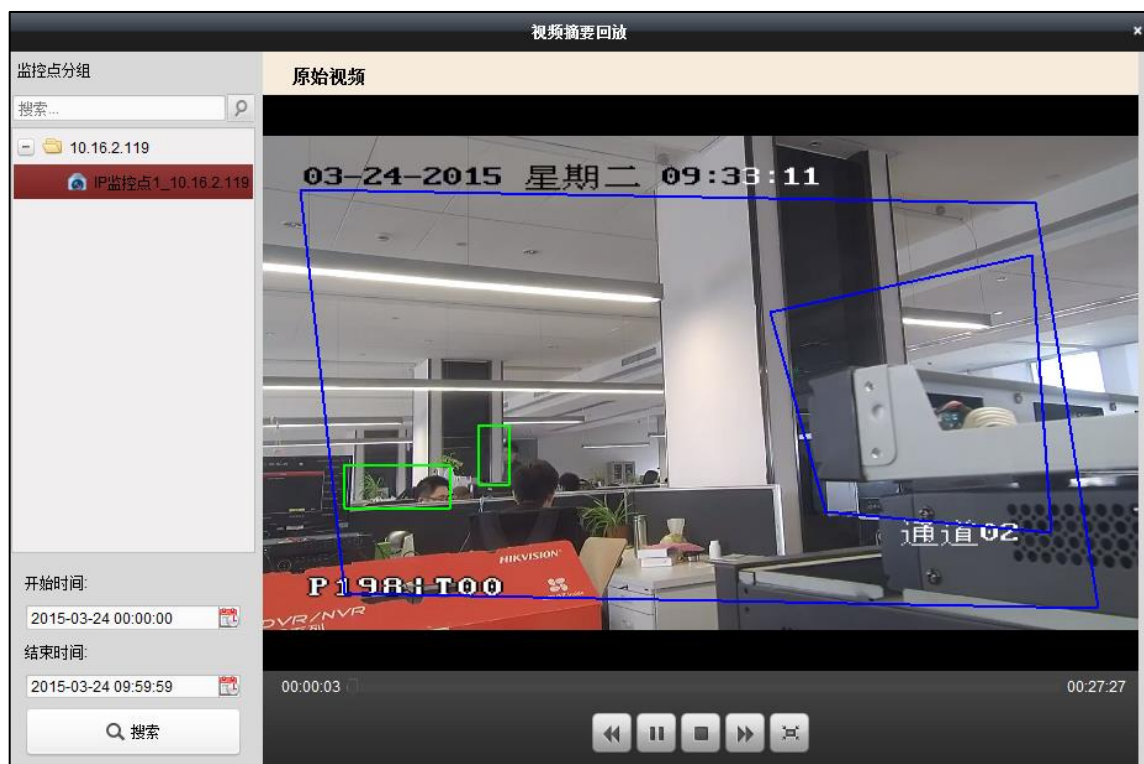 视频摘要回放
监控点分组
搜索...
10.16.2.119
IP监控点1_10.16.2.119
原始视频
03-24-2015 星期二 09:33:11
通道02
HIKVISION
P198:T00
DVR/NVR
开始时间:
2015-03-24 00:00:00
结束时间:
2015-03-24 09:59:59
搜索
00:00:03
00:27:27